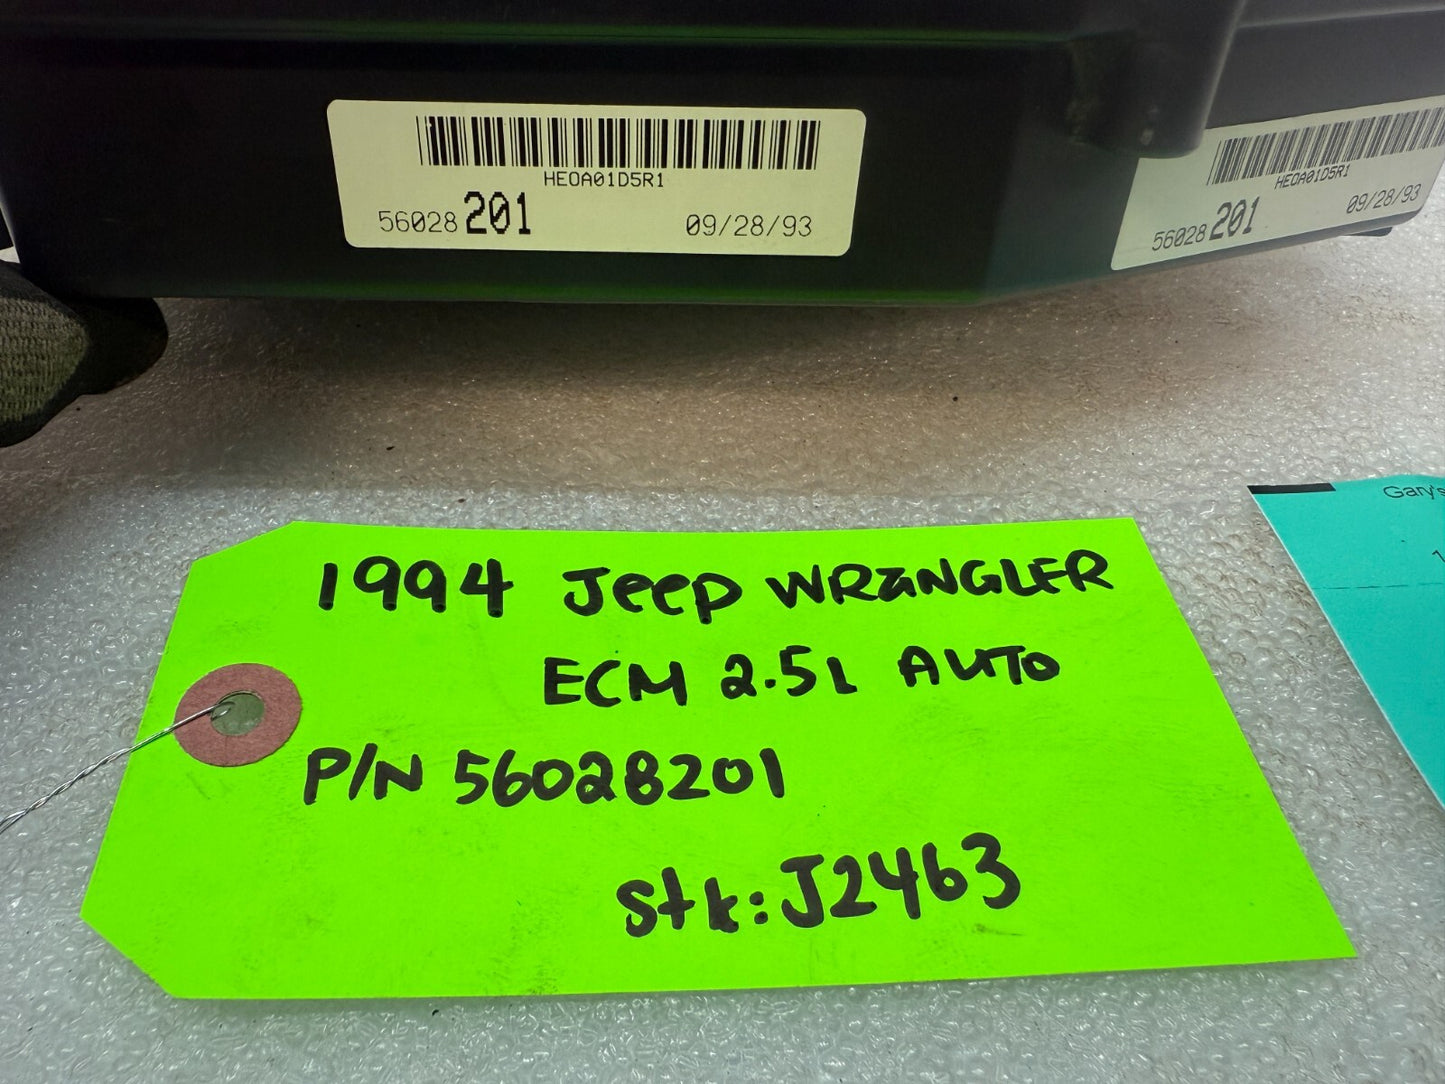 HEOA01D5R1
56028 201 09/28/93
HEOA01D5R1
56028 201 09/28/93
Gary's
1994 Jeep WRaNGLER
ECM 2.5L AUTO
P/N 56028201
Stk: J2463